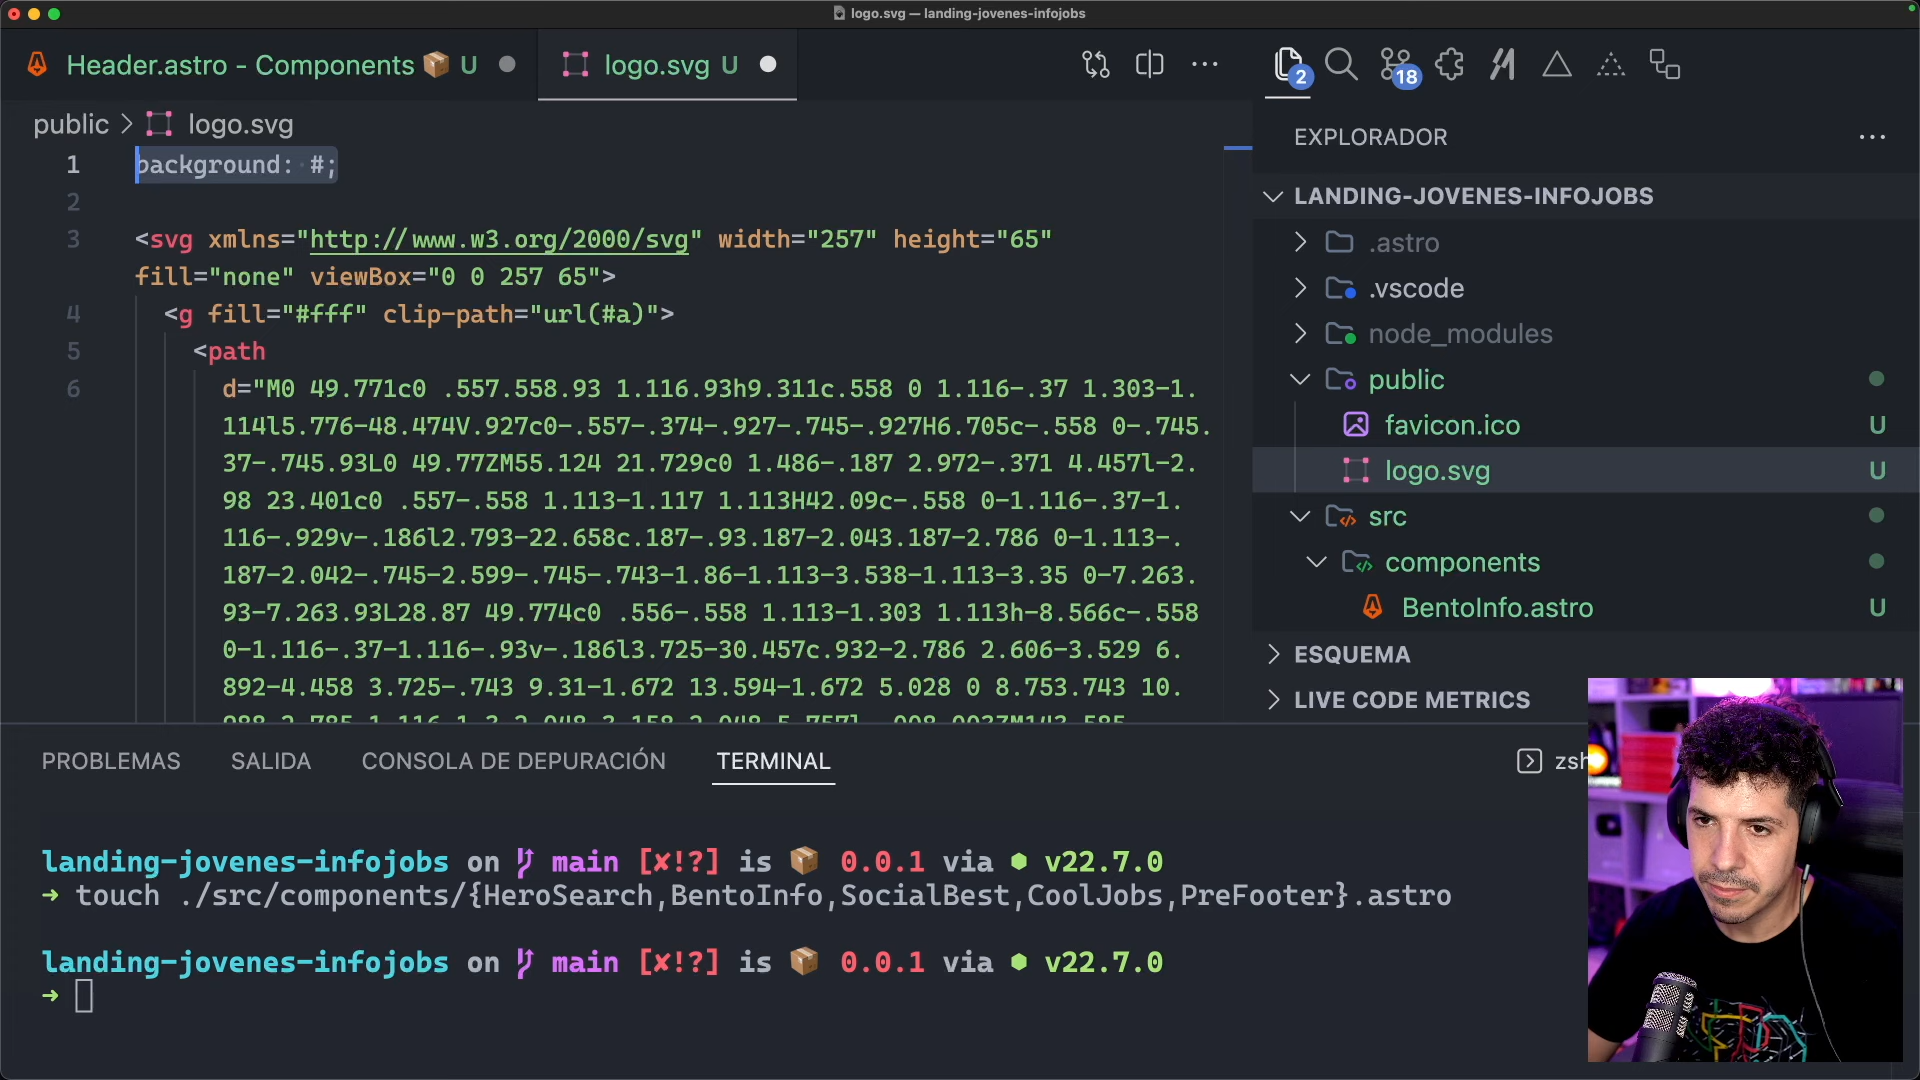 logo.svg — landing-jovenes-infojobs
Header.astro - Components 📦 U
logo.svg U
2
18
public > logo.svg
1 background: #;
2
3 <svg xmlns="http://www.w3.org/2000/svg" width="257" height="65"
fill="none" viewBox="0 0 257 65">
4 <g fill="#fff" clip-path="url(#a)">
5 <path
6 d="M0 49.771c0 .557.558.93 1.116.93h9.311c.558 0 1.116-.37 1.303-1.
114l5.776-48.474V.927c0-.557-.374-.927-.745-.927H6.705c-.558 0-.745.
37-.745.93L0 49.77ZM55.124 21.729c0 1.486-.187 2.972-.371 4.457l-2.
98 23.401c0 .557-.558 1.113-1.117 1.113H42.09c-.558 0-1.116-.37-1.
116-.929v-.186l2.793-22.658c.187-.93.187-2.043.187-2.786 0-1.113-.
187-2.042-.745-2.599-.745-.743-1.86-1.113-3.538-1.113-3.35 0-7.263.
93-7.263.93L28.87 49.774c0 .556-.558 1.113-1.303 1.113h-8.566c-.558
0-1.116-.37-1.116-.93v-.186l3.725-30.457c.932-2.786 2.606-3.529 6.
892-4.458 3.725-.743 9.31-1.672 13.594-1.672 5.028 0 8.753.743 10.
EXPLORADOR
LANDING-JOVENES-INFOJOBS
.astro
.vscode
node_modules
public
favicon.ico U
logo.svg U
src
components
BentoInfo.astro U
ESQUEMA
LIVE CODE METRICS
PROBLEMAS SALIDA CONSOLA DE DEPURACIÓN TERMINAL
zsh
landing-jovenes-infojobs on main [✘!?] is 📦 0.0.1 via ⬢ v22.7.0
➜ touch ./src/components/{HeroSearch,BentoInfo,SocialBest,CoolJobs,PreFooter}.astro
landing-jovenes-infojobs on main [✘!?] is 📦 0.0.1 via ⬢ v22.7.0
➜